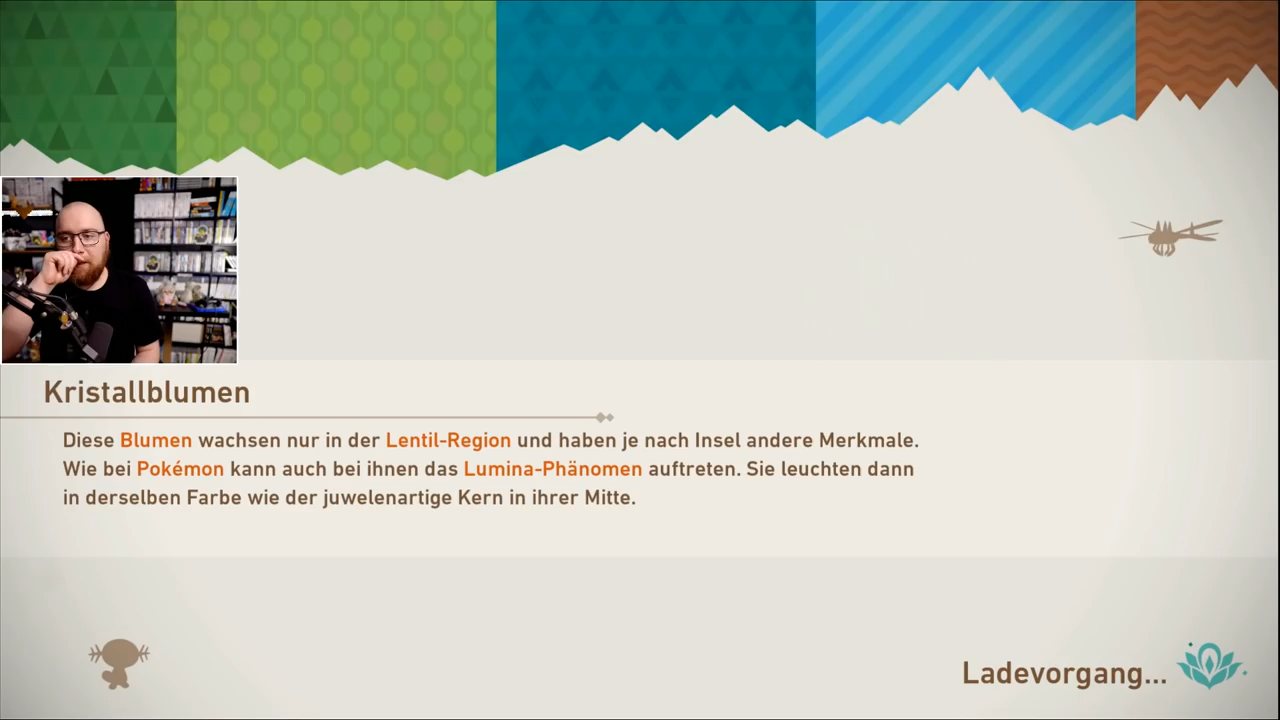 Kristallblumen
Diese Blumen wachsen nur in der Lentil-Region und haben je nach Insel andere Merkmale.
Wie bei Pokémon kann auch bei ihnen das Lumina-Phänomen auftreten. Sie leuchten dann
in derselben Farbe wie der juwelenartige Kern in ihrer Mitte.
Ladevorgang...